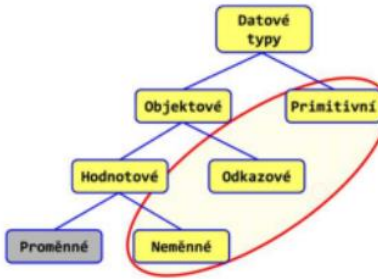 Datové
typy
Objektové
Primitivní
Hodnotové
Odkazové
Proměnné
Neměnné